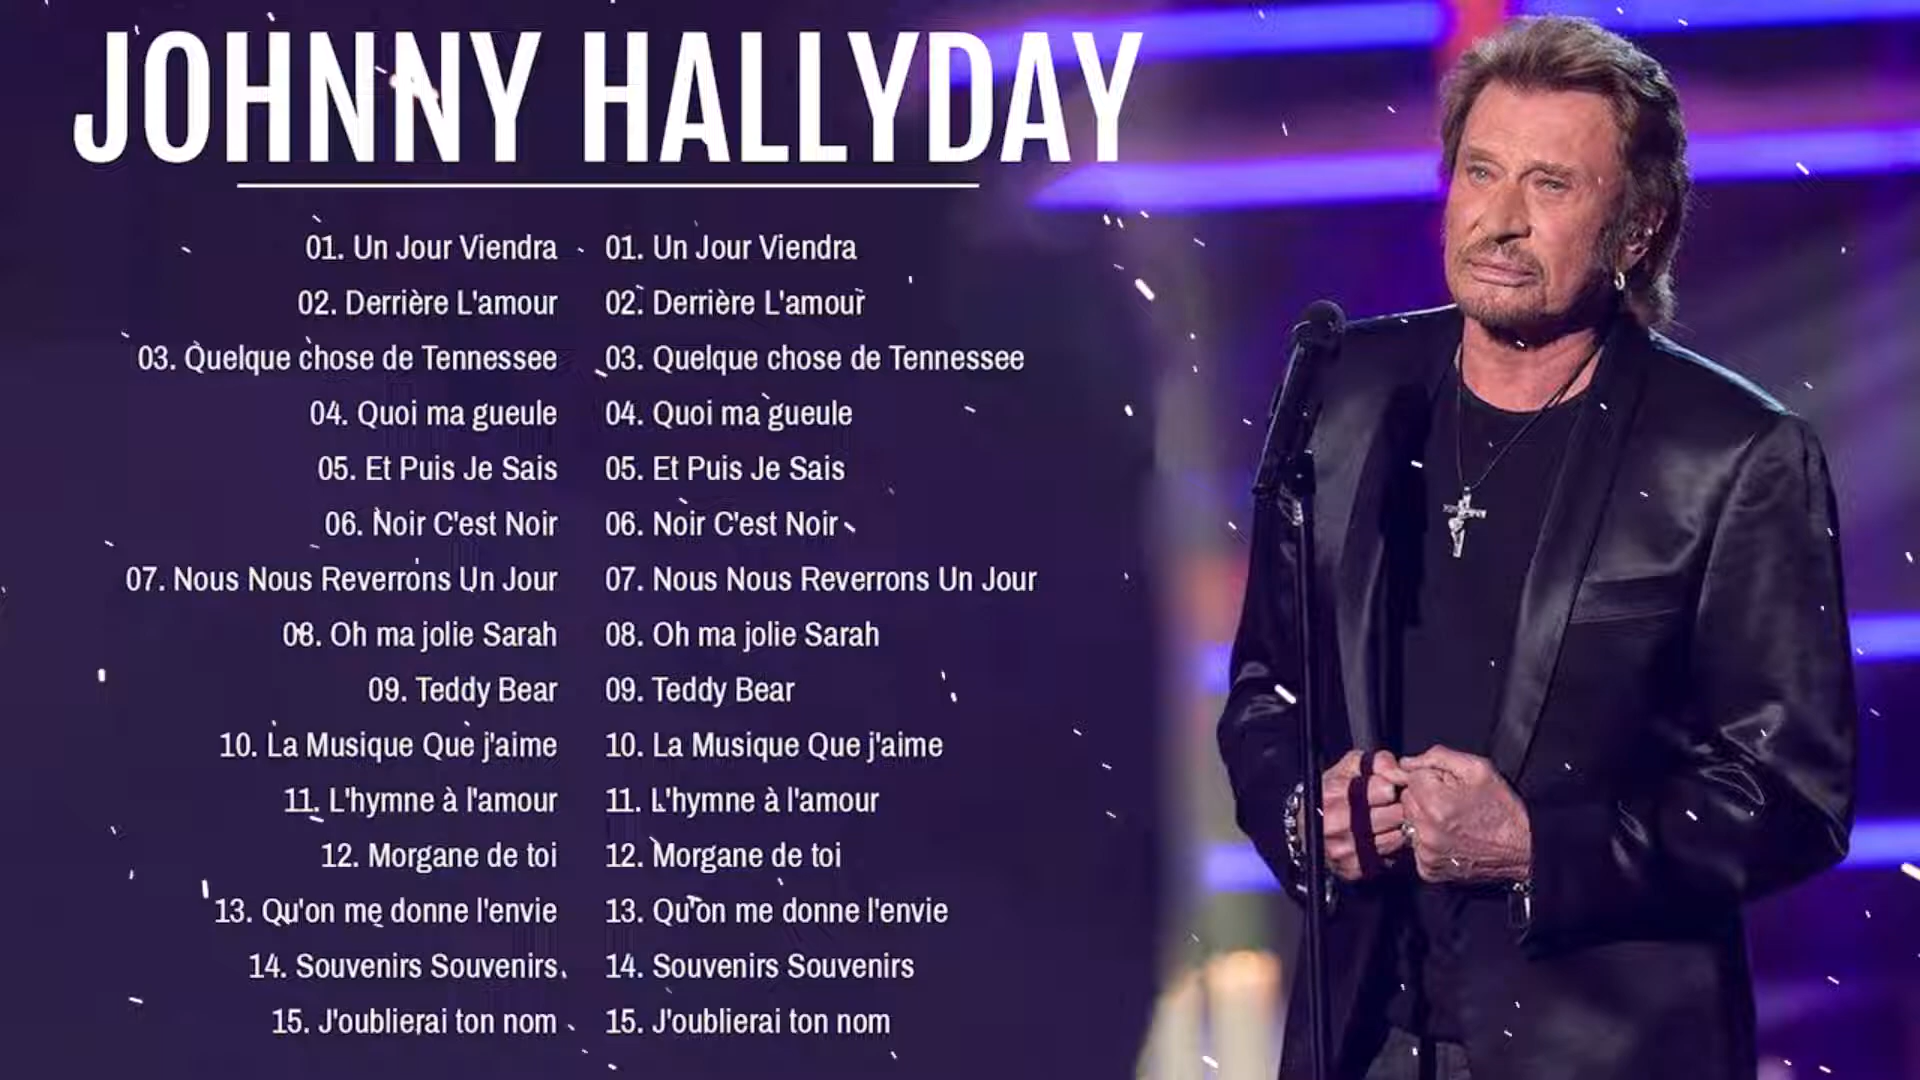 JOHNNY HALLYDAY
01. Un Jour Viendra
02. Derrière L'amour
03. Quelque chose de Tennessee
04. Quoi ma gueule
05. Et Puis Je Sais
06. Noir C'est Noir
07. Nous Nous Reverrons Un Jour
08. Oh ma jolie Sarah
09. Teddy Bear
10. La Musique Que j'aime
11. L'hymne à l'amour
12. Morgane de toi
13. Qu'on me donne l'envie
14. Souvenirs Souvenirs
15. J'oublierai ton nom
01. Un Jour Viendra
02. Derrière L'amour
03. Quelque chose de Tennessee
04. Quoi ma gueule
05. Et Puis Je Sais
06. Noir C'est Noir
07. Nous Nous Reverrons Un Jour
08. Oh ma jolie Sarah
09. Teddy Bear
10. La Musique Que j'aime
11. L'hymne à l'amour
12. Morgane de toi
13. Qu'on me donne l'envie
14. Souvenirs Souvenirs
15. J'oublierai ton nom